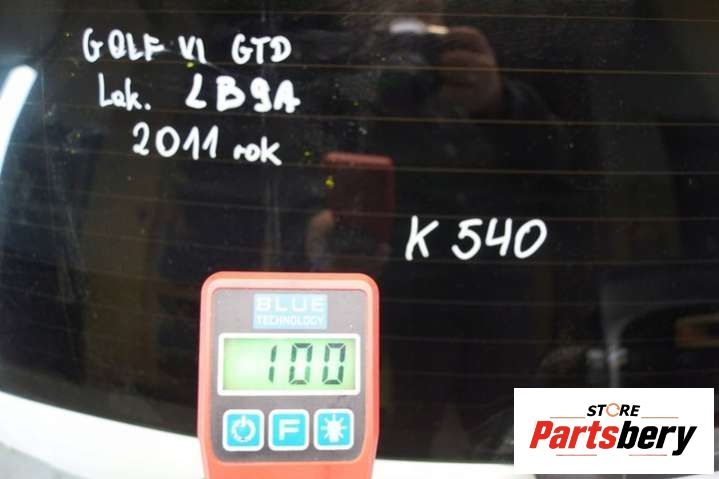 GOLF VI GTD
Lak. LB9A
2011 rok
K 540
BLUE
TECHNOLOGY
100
F
STORE
Partsbery